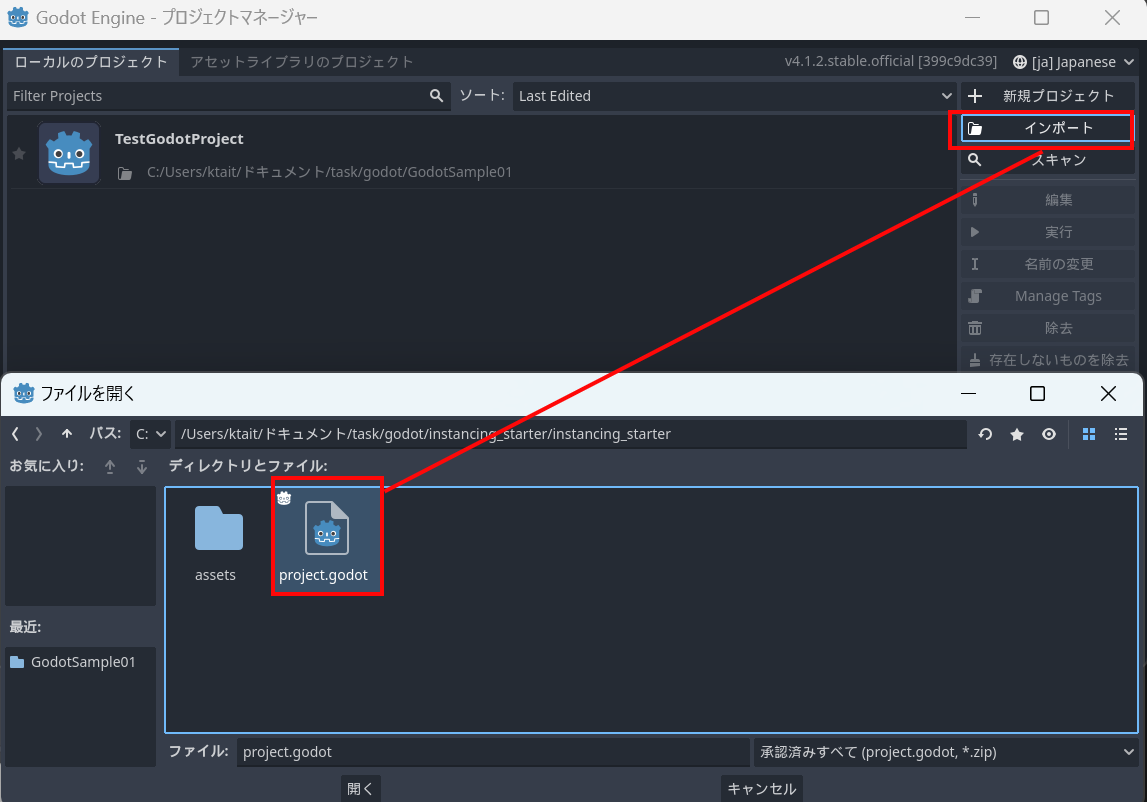 Godot Engine - プロジェクトマネージャー
ローカルのプロジェクト アセットライブラリのプロジェクト v4.1.2.stable.official [399c9dc39] [ja] Japanese
Filter Projects ソート: Last Edited 新規プロジェクト
インポート
TestGodotProject
スキャン
C:/Users/ktait/ドキュメント/task/godot/GodotSample01
編集
実行
名前の変更
Manage Tags
除去
存在しないものを除去
ファイルを開く
パス: C: /Users/ktait/ドキュメント/task/godot/instancing_starter/instancing_starter
お気に入り: ディレクトリとファイル:
assets project.godot
最近:
GodotSample01
ファイル: project.godot 承認済みすべて (project.godot, *.zip)
開く キャンセル